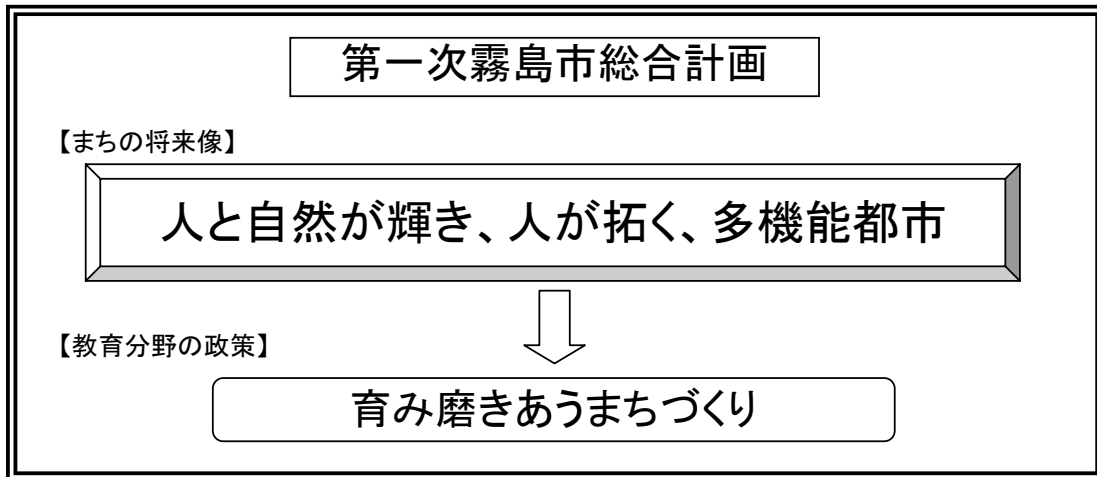 第一次霧島市総合計画
【まちの将来像】
人と自然が輝き、人が拓く、多機能都市
【教育分野の政策】
育み磨きあうまちづくり